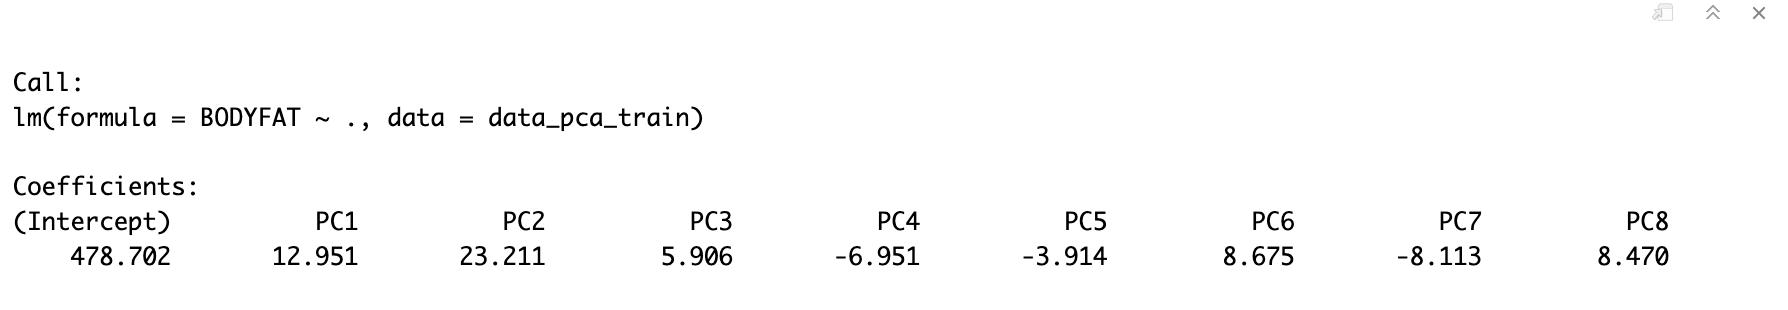 Call:
lm(formula = BODYFAT ~ ., data = data_pca_train)
Coefficients:
(Intercept) PC1 PC2 PC3 PC4 PC5 PC6 PC7 PC8
478.702 12.951 23.211 5.906 -6.951 -3.914 8.675 -8.113 8.470